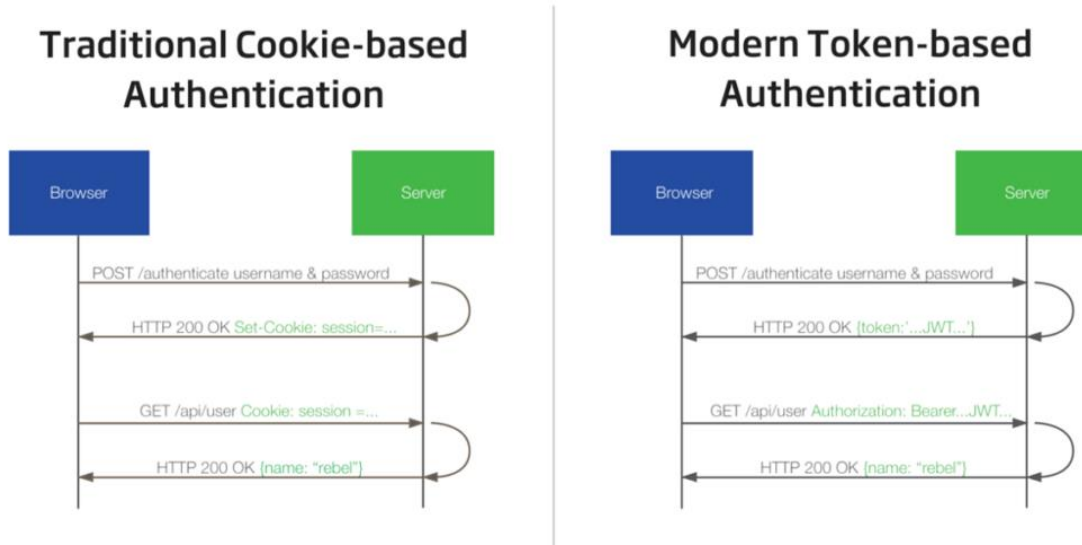 Traditional Cookie-based
Authentication
Browser
Server
POST /authenticate username & password
HTTP 200 OK Set-Cookie: session=...
GET /api/user Cookie: session =...
HTTP 200 OK {name: “rebel”}
Modern Token-based
Authentication
Browser
Server
POST /authenticate username & password
HTTP 200 OK {token:'...JWT...'}
GET /api/user Authorization: Bearer...JWT...
HTTP 200 OK {name: “rebel”}